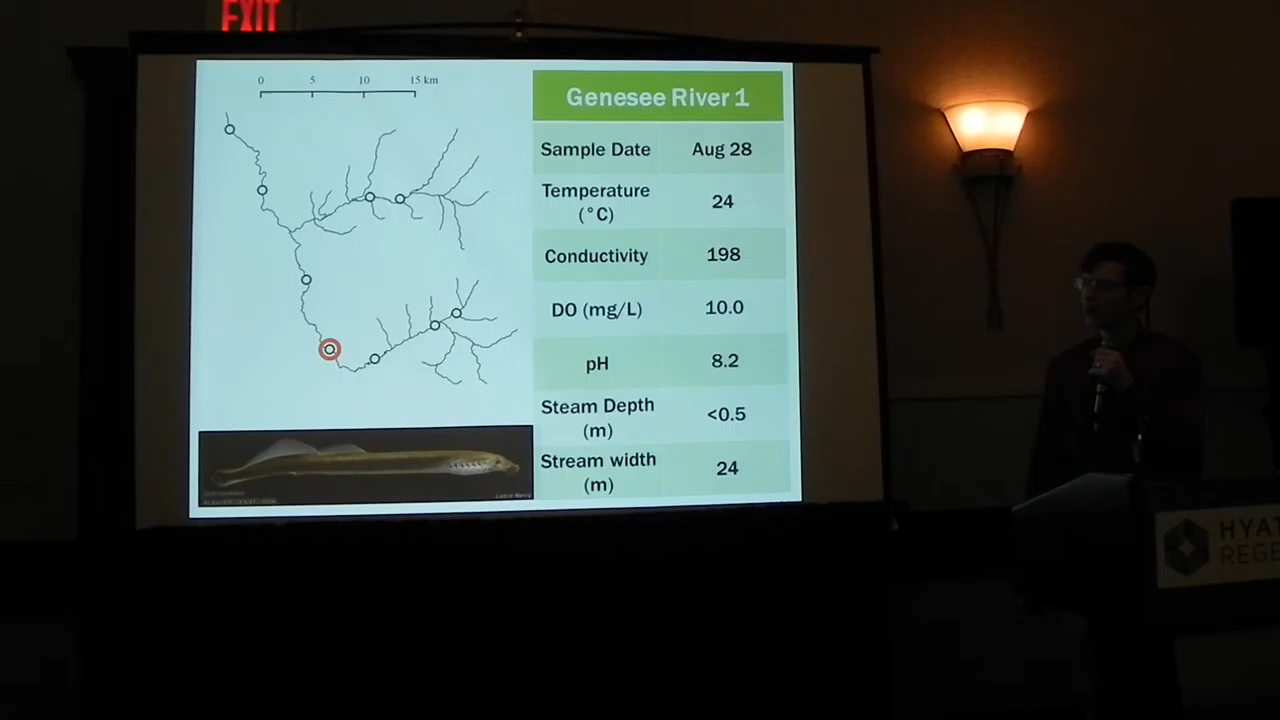 EXIT
0 5 10 15 km
Genesee River 1
Sample Date Aug 28
Temperature
(°C) 24
Conductivity 198
DO (mg/L) 10.0
pH 8.2
Steam Depth
(m) <0.5
Stream width
(m) 24
HYA
REGE